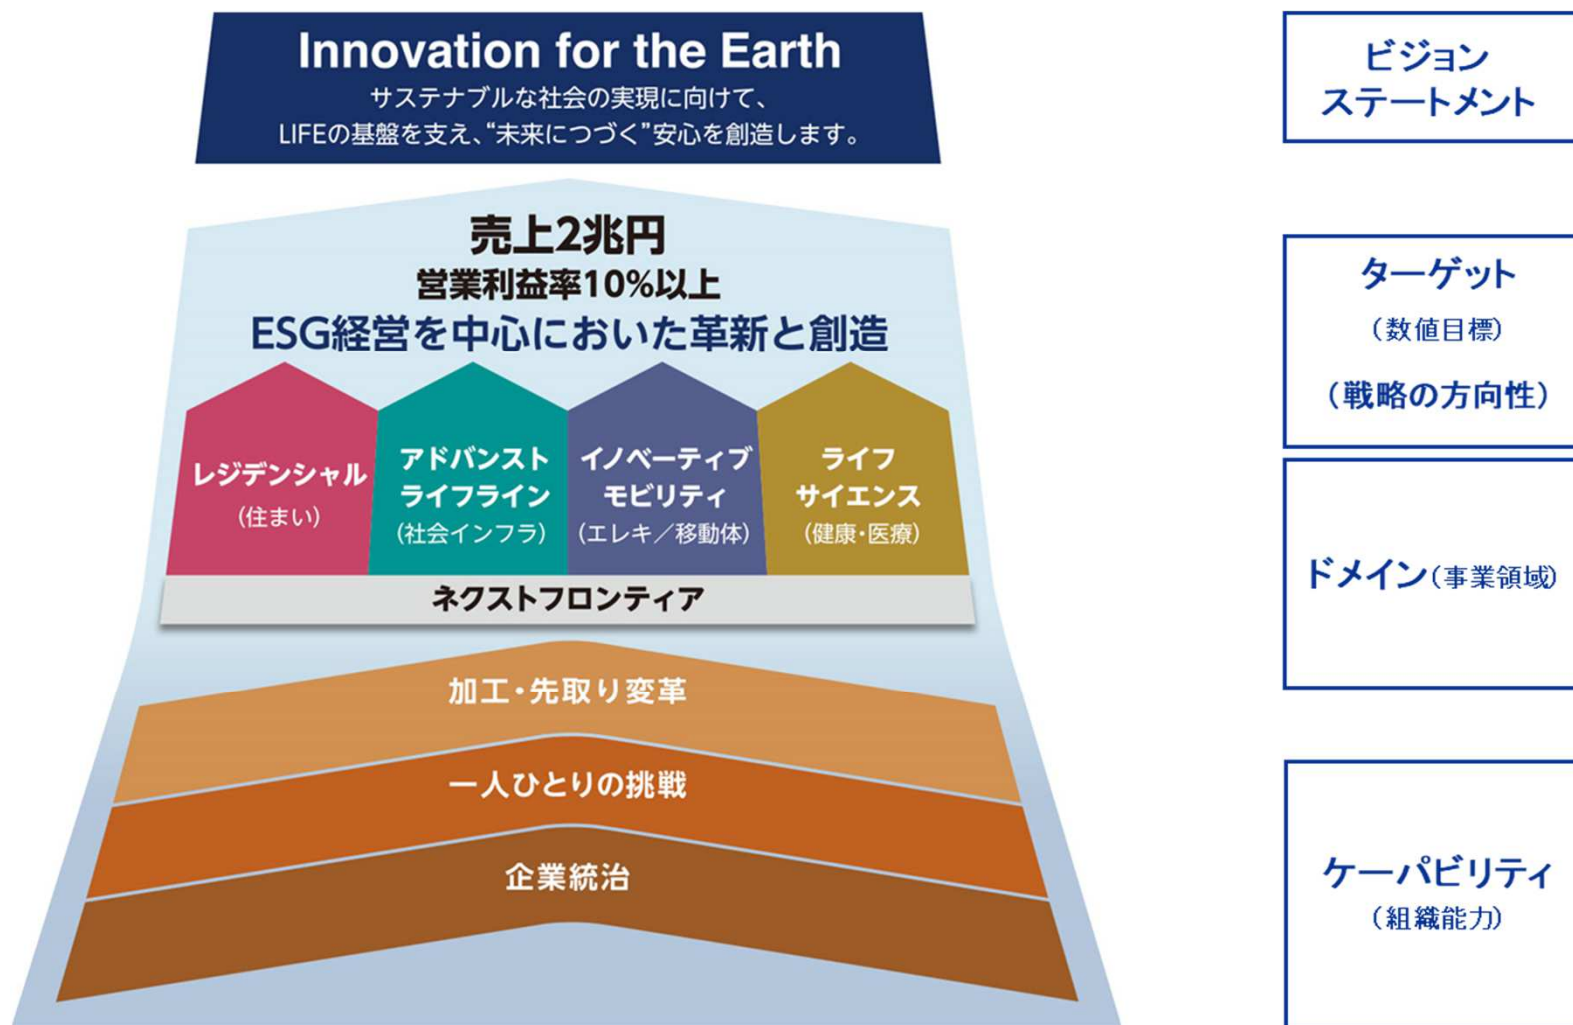 Innovation for the Earth
サステナブルな社会の実現に向けて、
LIFEの基盤を支え、“未来につづく”安心を創造します。
ビジョン
ステートメント
売上2兆円
営業利益率10%以上
ESG経営を中心においた革新と創造
ターゲット
（数値目標）
（戦略の方向性）
レジデンシャル
（住まい）
アドバンスト
ライフライン
（社会インフラ）
イノベーティブ
モビリティ
（エレキ／移動体）
ライフ
サイエンス
（健康・医療）
ネクストフロンティア
ドメイン（事業領域）
加工・先取り変革
一人ひとりの挑戦
企業統治
ケーパビリティ
（組織能力）